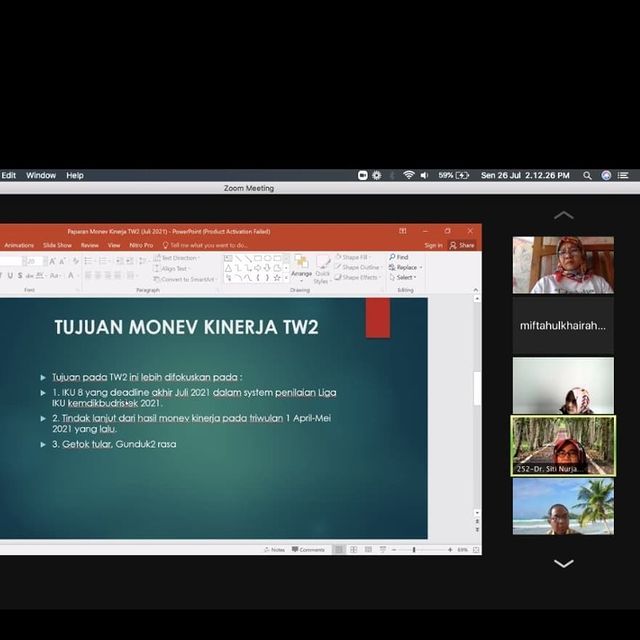 Edit Window Help 59% Sen 26 Jul 2.12.26 PM
Zoom Meeting
Paparan Monev Kinerja TW2 (Juli 2021) - PowerPoint (Product Activation Failed)
Animations Slide Show Review View Nitro Pro Tell me what you want to do... Sign in Share
20
Text Direction
Align Text
Convert to SmartArt
Arrange Quick Styles
Shape Fill
Shape Outline
Shape Effects
Find
Replace
Select
Font Paragraph Drawing Editing
TUJUAN MONEV KINERJA TW2
Tujuan pada TW2 ini lebih difokuskan pada :
1. IKU 8 yang deadline akhir Juli 2021 dalam system penilaian Liga
IKU kemdikbudristek 2021.
2. Tindak lanjut dari hasil monev kinerja pada triwulan 1 April-Mei
2021 yang lalu.
3. Getok tular, Gunduk2 rasa
Notes Comments 69%
miftahulkhairah...
252-Dr. Siti Nurja...